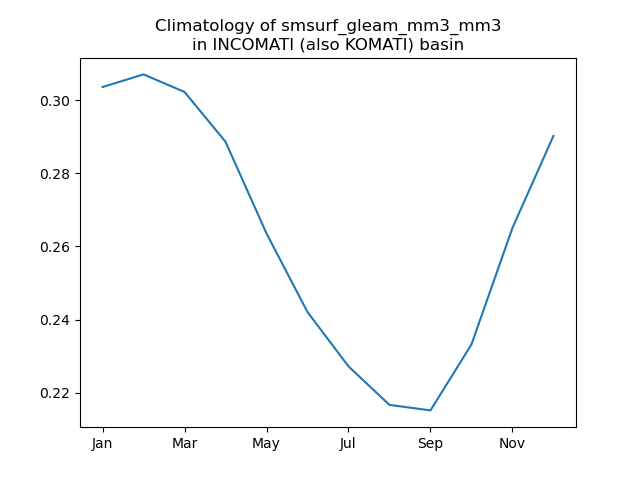 Climatology of smsurf_gleam_mm3_mm3
in INCOMATI (also KOMATI) basin
0.30
0.28
0.26
0.24
0.22
Jan Mar May Jul Sep Nov